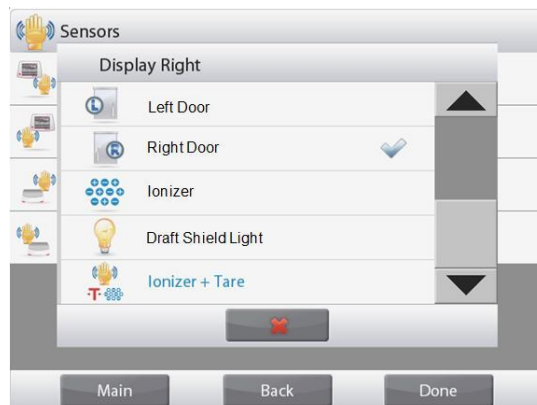 Sensors
Display Right
Left Door
Right Door
Ionizer
Draft Shield Light
Ionizer + Tare
Main Back Done